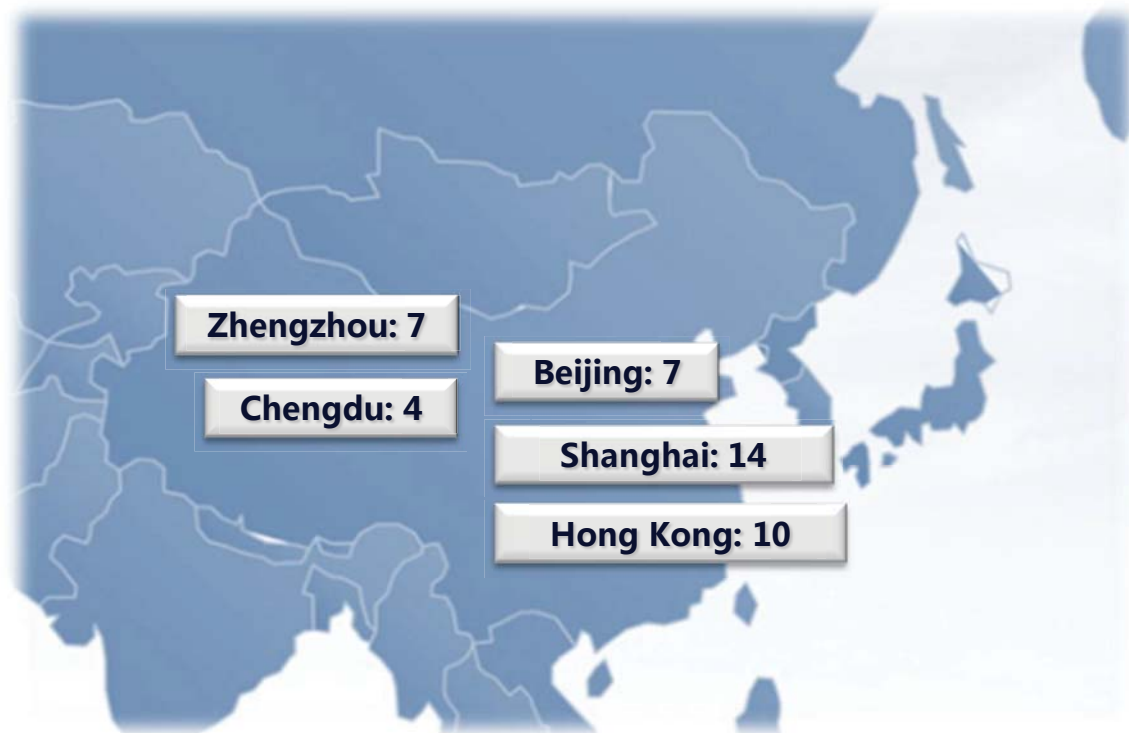 Zhengzhou: 7
Beijing: 7
Chengdu: 4
Shanghai: 14
Hong Kong: 10